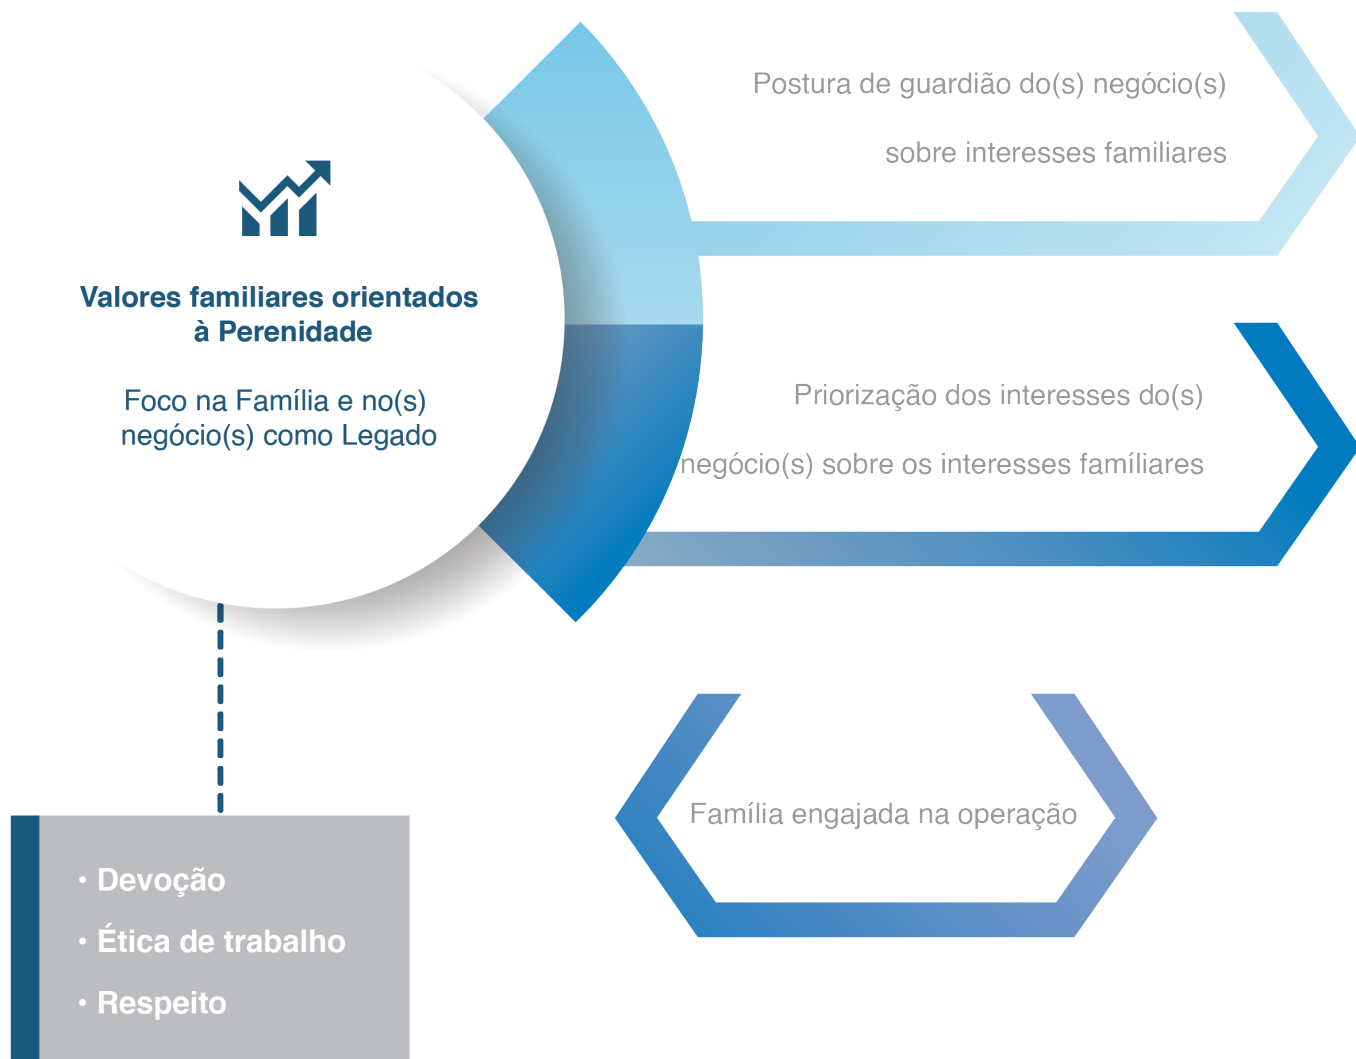 Postura de guardião do(s) negócio(s)
sobre interesses familiares
Valores familiares orientados
à Perenidade
Foco na Família e no(s)
negócio(s) como Legado
Priorização dos interesses do(s)
negócio(s) sobre os interesses famíliares
Família engajada na operação
• Devoção
• Ética de trabalho
• Respeito